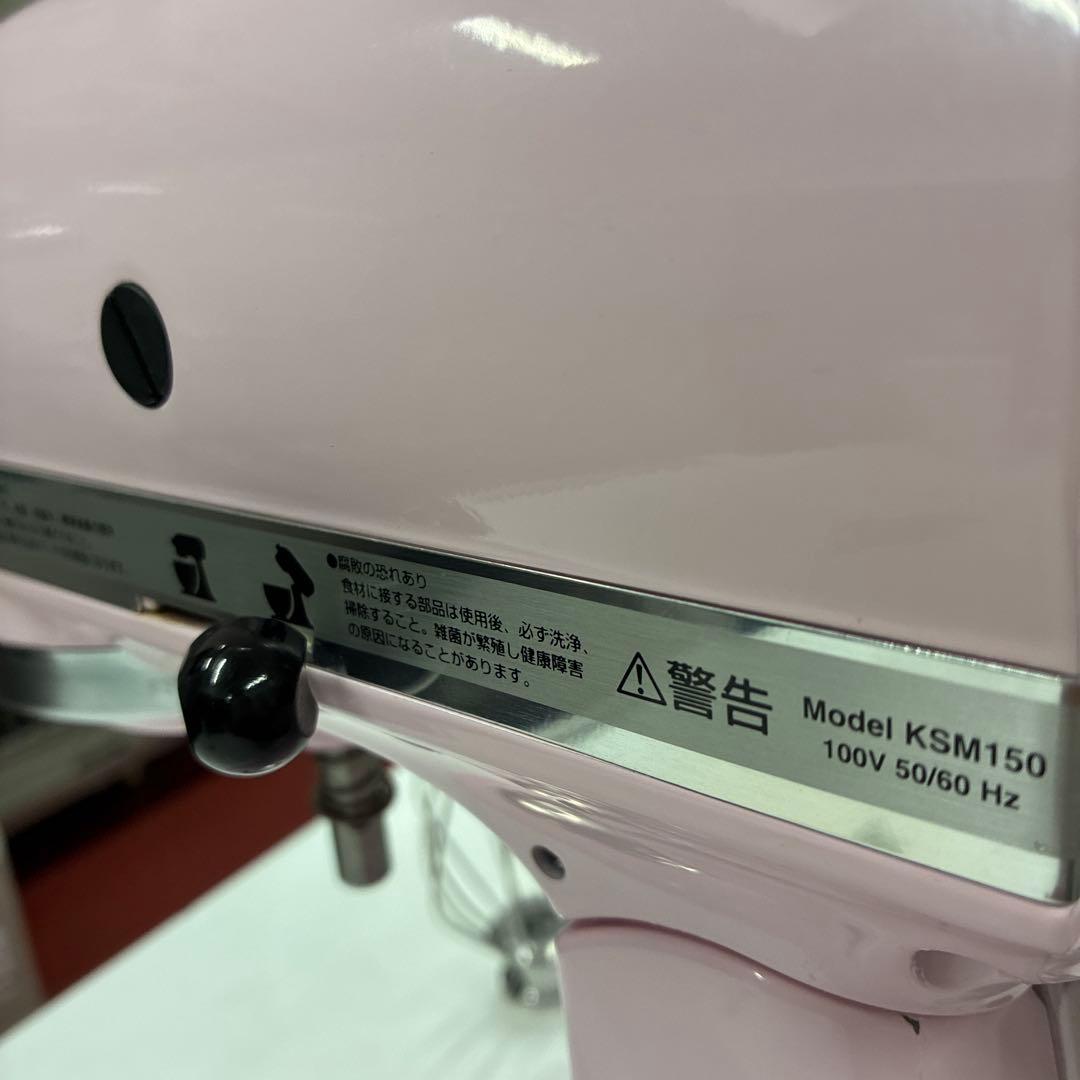 ●腐敗の恐れあり
食材に接する部品は使用後、必ず洗浄、
掃除すること。雑菌が繁殖し健康障害
の原因になることがあります。
⚠警告
Model KSM150
100V 50/60 Hz